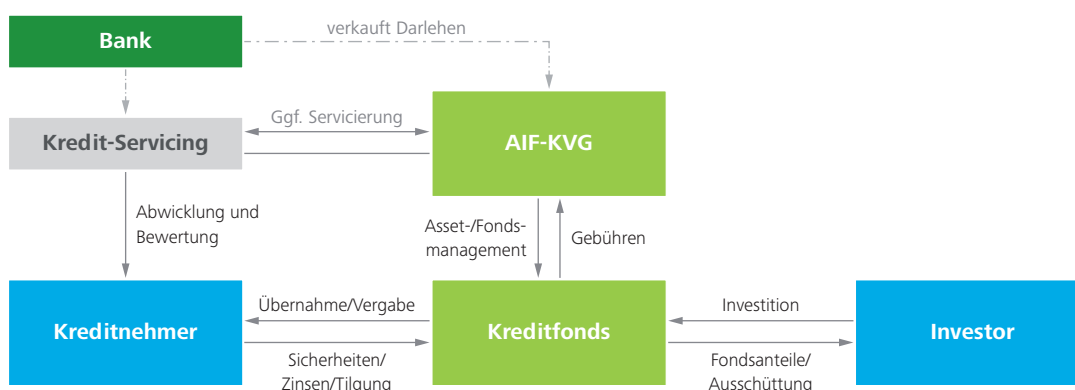 verkauft Darlehen
Bank
Ggf. Servicierung
Kredit-Servicing
AIF-KVG
Abwicklung und
Bewertung
Asset-/Fonds-
management
Gebühren
Übernahme/Vergabe
Investition
Kreditnehmer
Kreditfonds
Investor
Sicherheiten/
Zinsen/Tilgung
Fondsanteile/
Ausschüttung